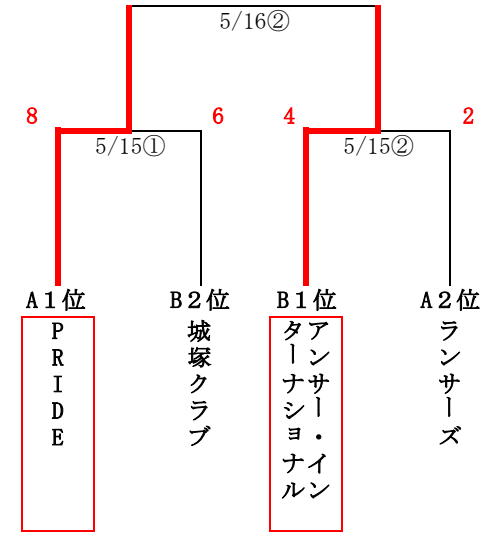 5/16②
8
6
4
2
5/15①
5/15②
A1位
B2位
B1位
A2位
PRIDE
城塚クラブ
アンサー・イン
ターナショナル
ランサーズ